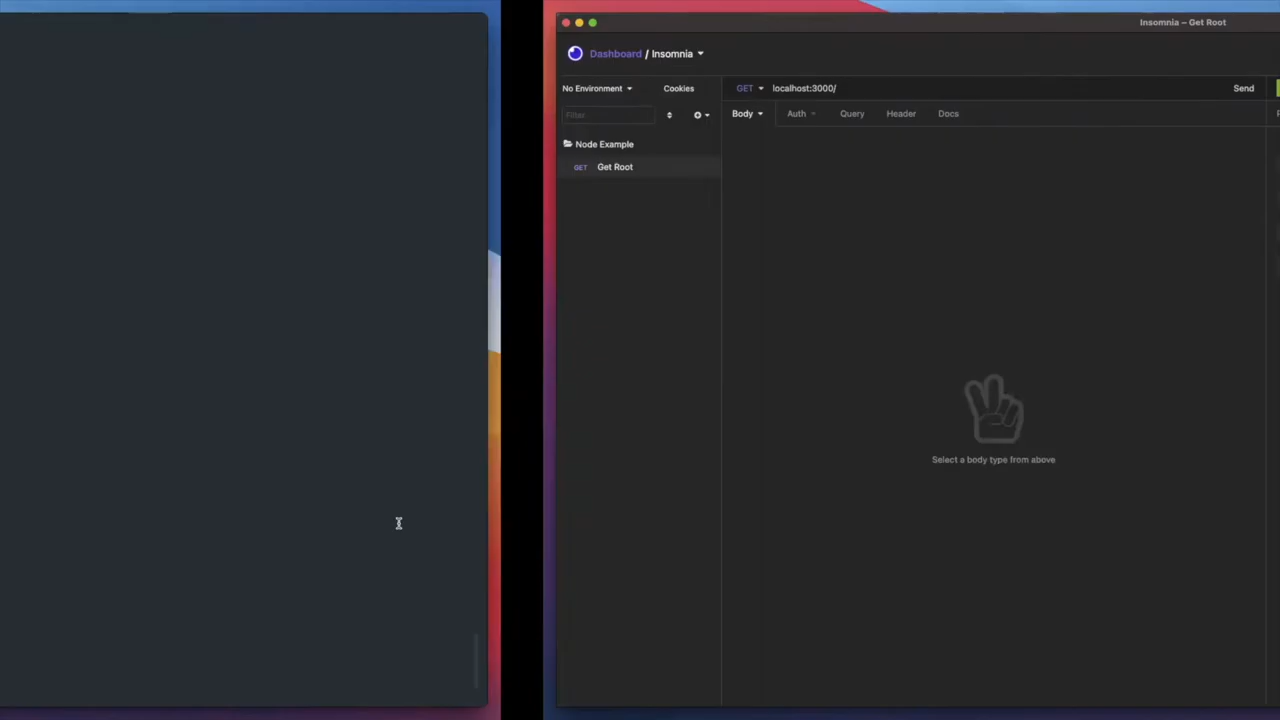 Insomnia – Get Root
Dashboard / Insomnia
No Environment
Cookies
GET
localhost:3000/
Send
Filter
Body
Auth
Query
Header
Docs
Node Example
GET Get Root
Select a body type from above